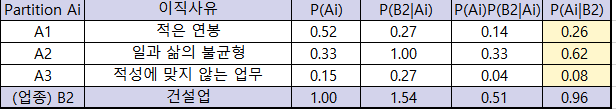 Partition Ai 이직사유 P(Ai) P(B2|Ai) P(Ai)P(B2|Ai) P(Ai|B2)
A1 적은 연봉 0.52 0.27 0.14 0.26
A2 일과 삶의 불균형 0.33 1.00 0.33 0.62
A3 적성에 맞지 않는 업무 0.15 0.27 0.04 0.08
(업종) B2 건설업 1.00 1.54 0.51 0.96